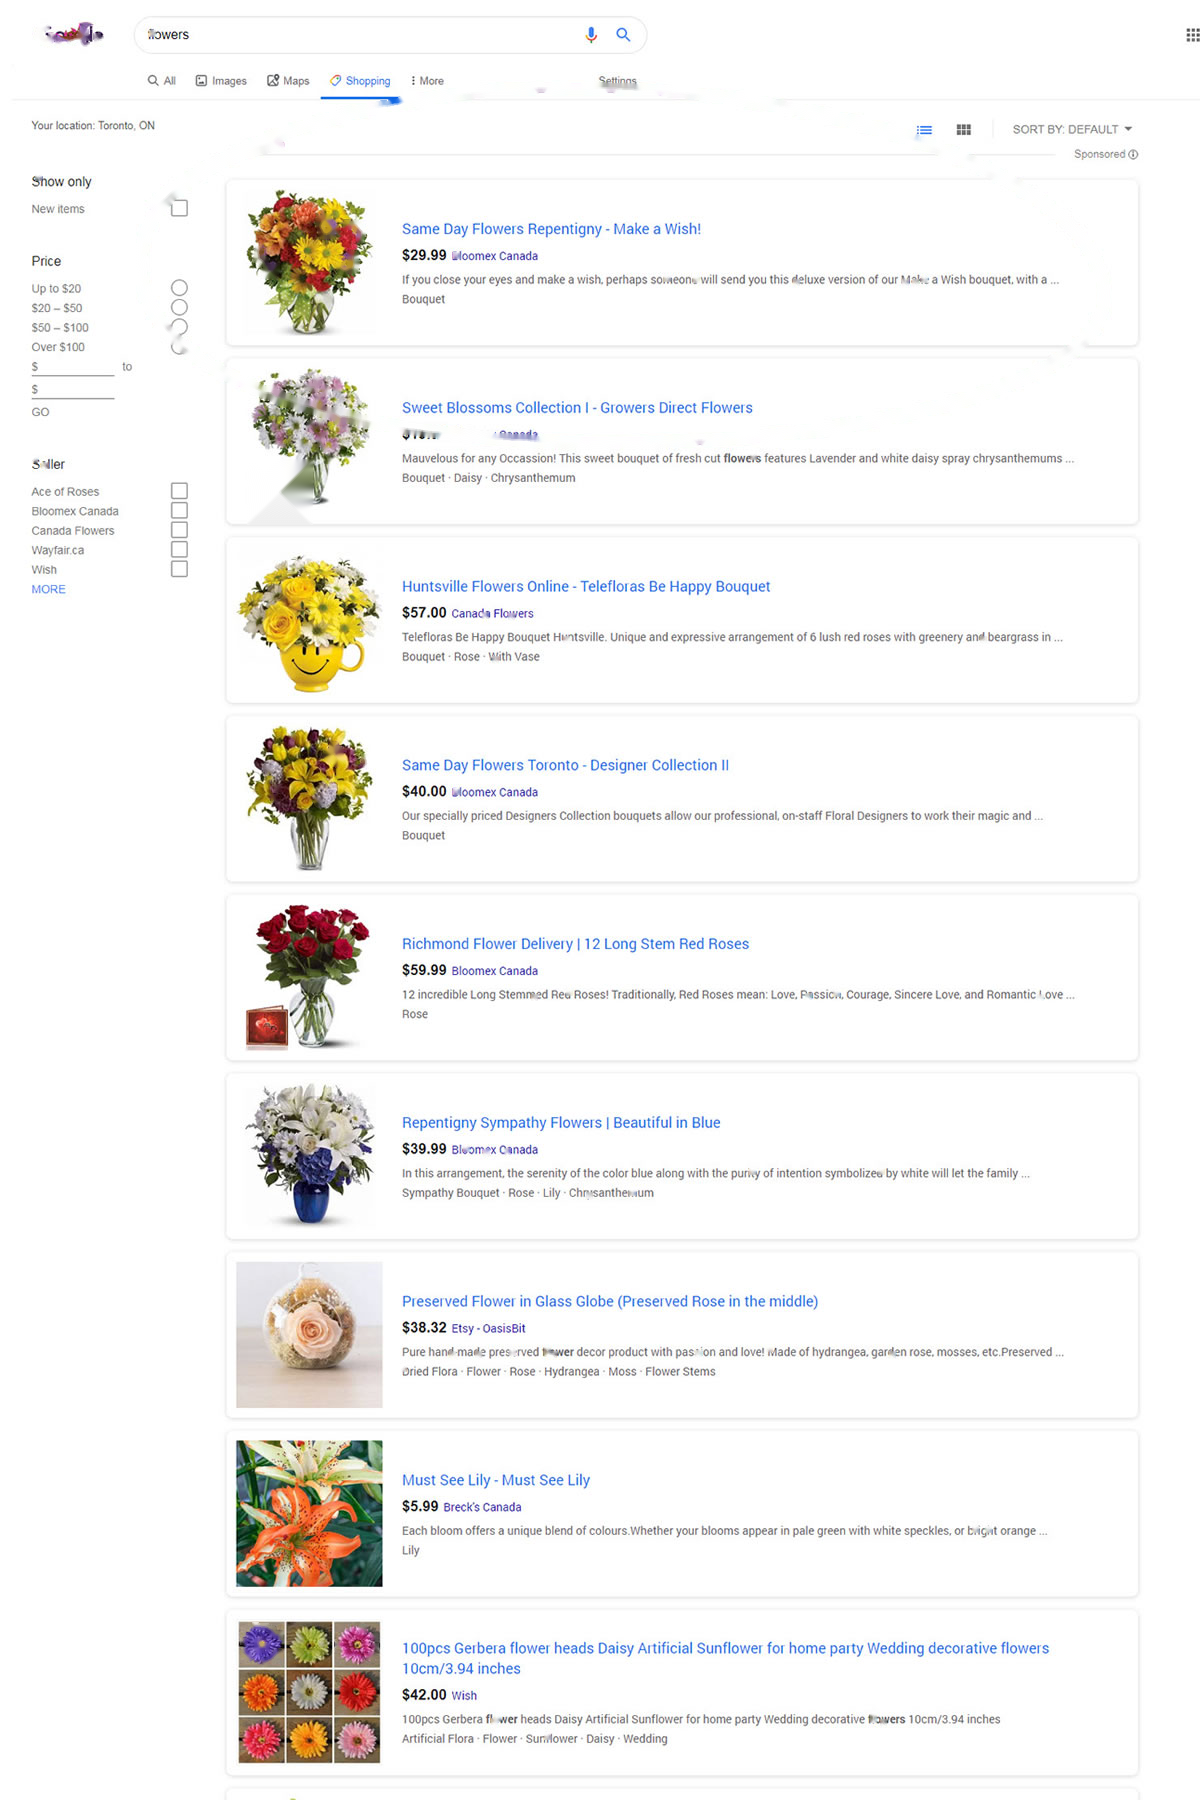 flowers
All Images Maps Shopping More Settings
Your location: Toronto, ON
SORT BY: DEFAULT
Sponsored
Show only
New items
Price
Up to $20
$20 – $50
$50 – $100
Over $100
$ to
$
GO
Seller
Ace of Roses
Bloomex Canada
Canada Flowers
Wayfair.ca
Wish
MORE
Same Day Flowers Repentigny - Make a Wish!
$29.99 Bloomex Canada
If you close your eyes and make a wish, perhaps someone will send you this deluxe version of our Make a Wish bouquet, with a ...
Bouquet
Sweet Blossoms Collection I - Growers Direct Flowers
Canada
Mauvelous for any Occassion! This sweet bouquet of fresh cut flowers features Lavender and white daisy spray chrysanthemums ...
Bouquet · Daisy · Chrysanthemum
Huntsville Flowers Online - Telefloras Be Happy Bouquet
$57.00 Canada Flowers
Telefloras Be Happy Bouquet Huntsville. Unique and expressive arrangement of 6 lush red roses with greenery and beargrass in ...
Bouquet · Rose · With Vase
Same Day Flowers Toronto - Designer Collection II
$40.00 Bloomex Canada
Our specially priced Designers Collection bouquets allow our professional, on-staff Floral Designers to work their magic and ...
Bouquet
Richmond Flower Delivery | 12 Long Stem Red Roses
$59.99 Bloomex Canada
12 incredible Long Stemmed Red Roses! Traditionally, Red Roses mean: Love, Passion, Courage, Sincere Love, and Romantic Love ...
Rose
Repentigny Sympathy Flowers | Beautiful in Blue
$39.99 Bloomex Canada
In this arrangement, the serenity of the color blue along with the purity of intention symbolized by white will let the family ...
Sympathy Bouquet · Rose · Lily · Chrysanthemum
Preserved Flower in Glass Globe (Preserved Rose in the middle)
$38.32 Etsy - OasisBit
Pure hand-made preserved flower decor product with passion and love! Made of hydrangea, garden rose, mosses, etc.Preserved ...
Dried Flora · Flower · Rose · Hydrangea · Moss · Flower Stems
Must See Lily - Must See Lily
$5.99 Breck's Canada
Each bloom offers a unique blend of colours.Whether your blooms appear in pale green with white speckles, or bright orange ...
Lily
100pcs Gerbera flower heads Daisy Artificial Sunflower for home party Wedding decorative flowers
10cm/3.94 inches
$42.00 Wish
100pcs Gerbera flower heads Daisy Artificial Sunflower for home party Wedding decorative flowers 10cm/3.94 inches
Artificial Flora · Flower · Sunflower · Daisy · Wedding